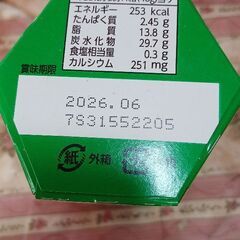 エネルギー 253 kcal
たんぱく質 2.45 g
脂質 13.8 g
炭水化物 29.7 g
食塩相当量 0.3 g
カルシウム 251 mg
賞味期限
2026.06
7S31552205
紙 外箱